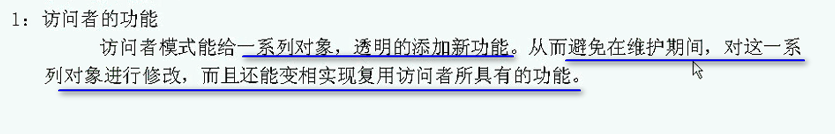 1：访问者的功能
访问者模式能给一系列对象，透明的添加新功能。从而避免在维护期间，对这一系
列对象进行修改，而且还能变相实现复用访问者所具有的功能。